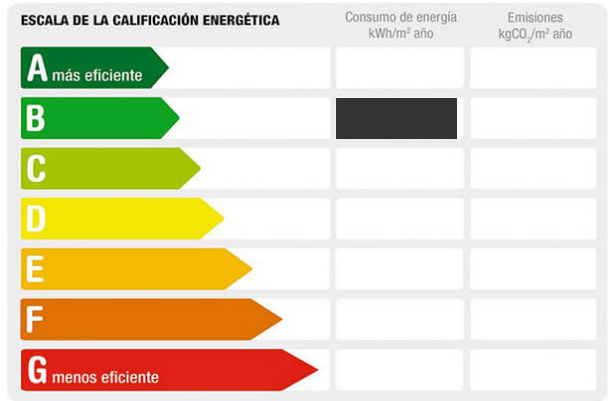 ESCALA DE LA CALIFICACIÓN ENERGÉTICA
Consumo de energía
kWh/m² año
Emisiones
kgCO₂/m² año
A más eficiente
B
C
D
E
F
G menos eficiente